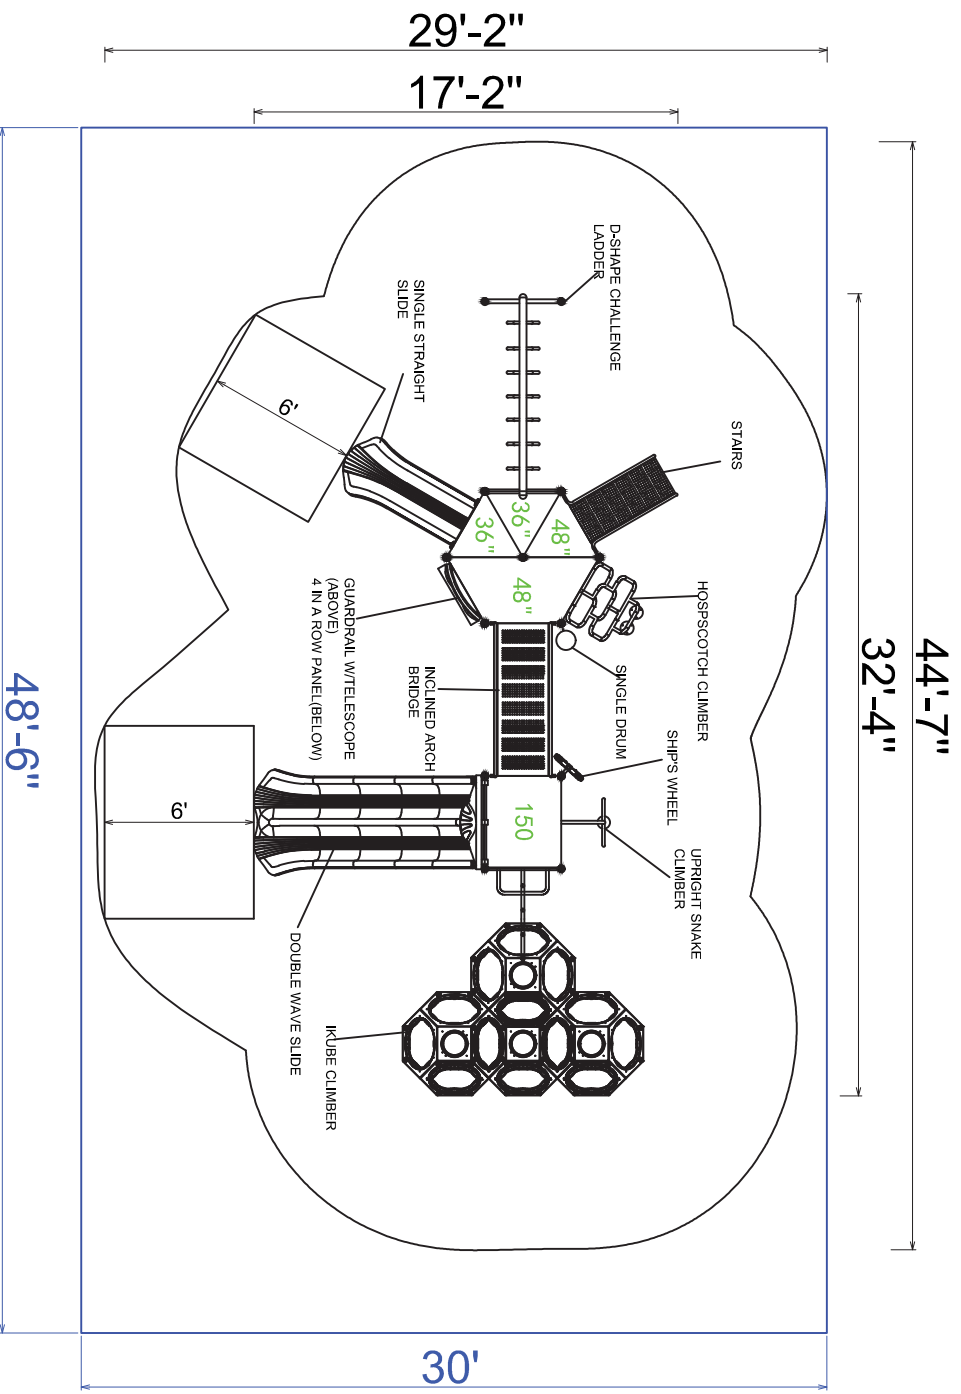 29'-2"
17'-2"
D-SHAPE CHALLENGE
LADDER
SINGLE STRAIGHT
SLIDE
STAIRS
6'
36"
36"
48"
48"
GUARDRAIL W/TELESCOPE
(ABOVE)
4 IN A ROW PANEL(BELOW)
HOSPSCOTCH CLIMBER
SINGLE DRUM
INCLINED ARCH
BRIDGE
SHIP'S WHEEL
44'-7"
32'-4"
48'-6"
6'
150
UPRIGHT SNAKE
CLIMBER
DOUBLE WAVE SLIDE
IKUBE CLIMBER
30'